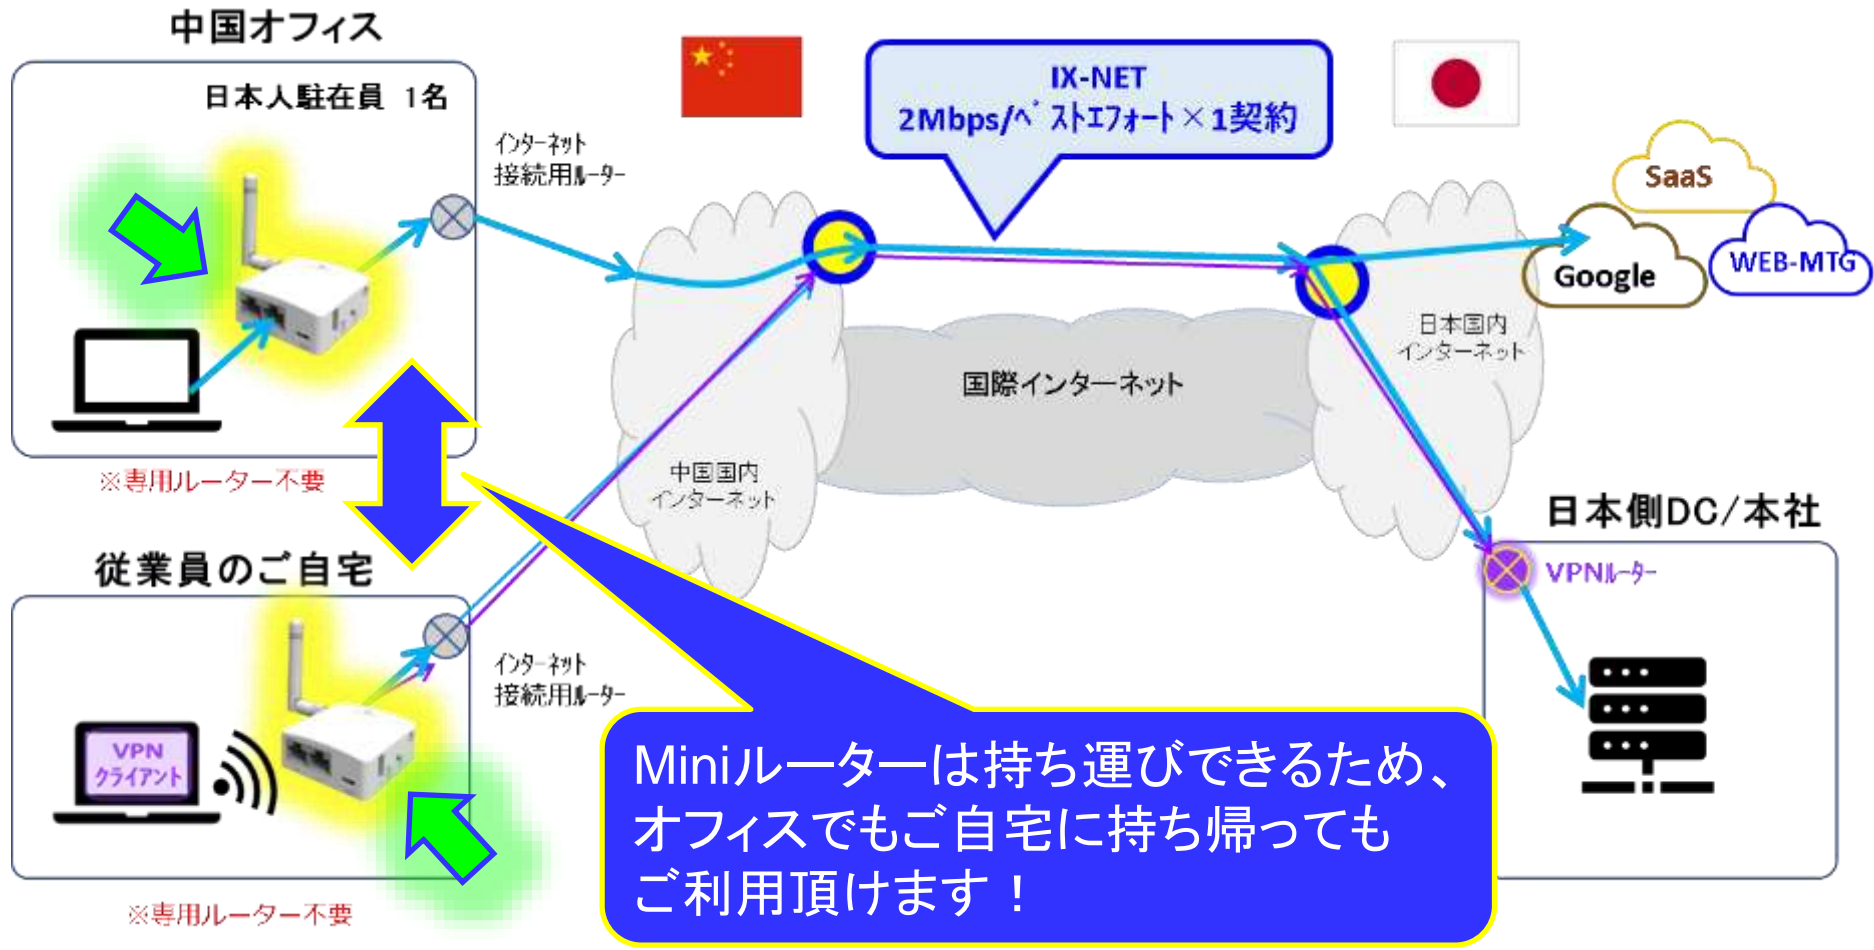 中国オフィス
日本人駐在員 1名
インターネット
接続用ルーター
IX-NET
2Mbps/ベストエフォート×1契約
SaaS
Google
WEB-MTG
日本国内
インターネット
国際インターネット
中国国内
インターネット
※専用ルーター不要
従業員のご自宅
VPN
クライアント
インターネット
接続用ルーター
※専用ルーター不要
日本側DC/本社
VPNルーター
Miniルーターは持ち運びできるため、
オフィスでもご自宅に持ち帰っても
ご利用頂けます！